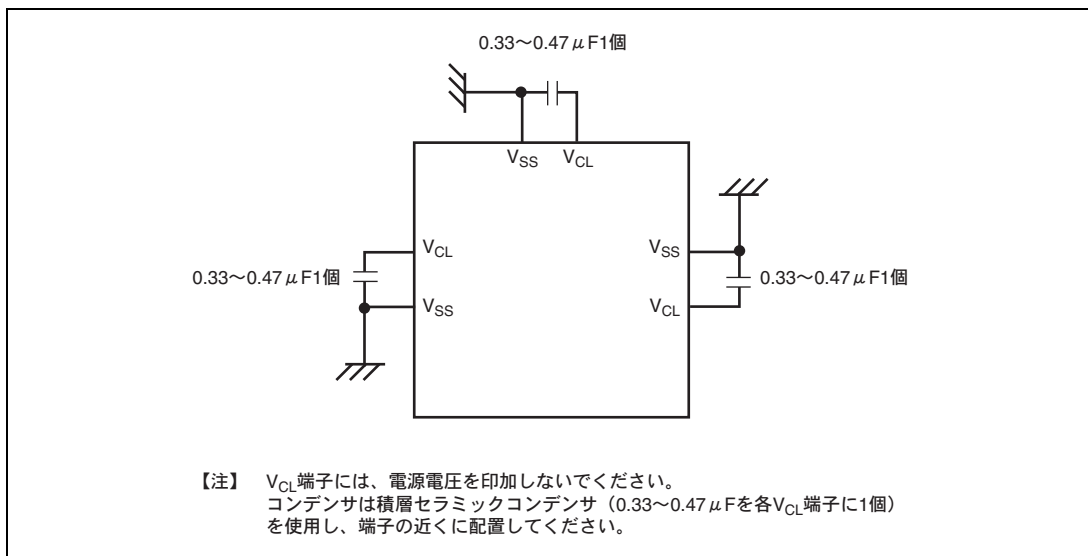 0.33～0.47μF1個
VSS VCL
VCL
VSS
0.33～0.47μF1個
VSS
VCL
0.33～0.47μF1個
【注】 VCL端子には、電源電圧を印加しないでください。
コンデンサは積層セラミックコンデンサ（0.33～0.47μFを各VCL端子に1個）
を使用し、端子の近くに配置してください。